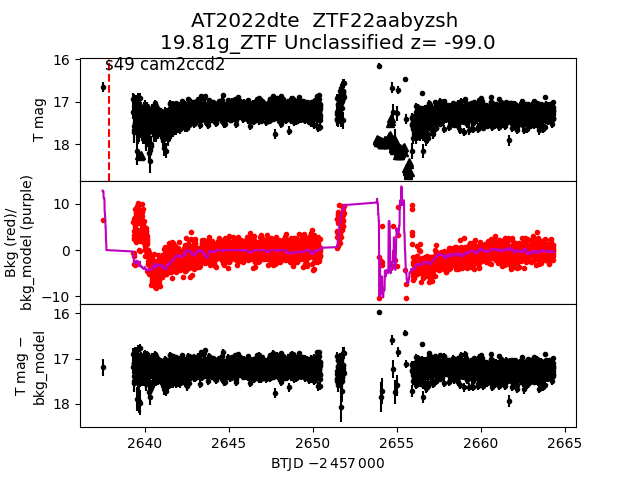 AT2022dte ZTF22aabyzsh
19.81g_ZTF Unclassified z= -99.0
s49 cam2ccd2
16
17
18
T mag
10
0
−10
Bkg (red)/
bkg_model (purple)
16
17
18
T mag −
bkg_model
2640
2645
2650
2655
2660
2665
BTJD −2 457 000